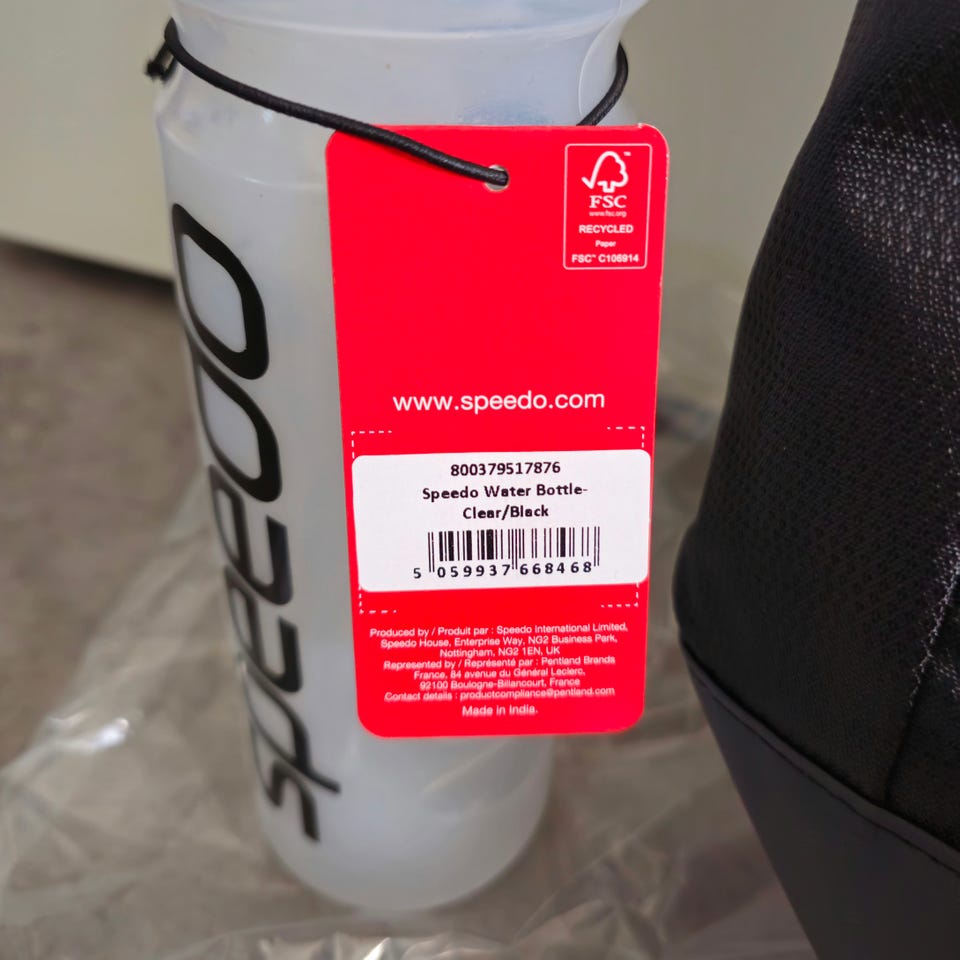 speedo
FSC™
www.fsc.org
RECYCLED
Paper
FSC™ C106914
www.speedo.com
800379517876
Speedo Water Bottle-
Clear/Black
5 059937 668468
Produced by / Produit par : Speedo International Limited,
Speedo House, Enterprise Way, NG2 Business Park,
Nottingham, NG2 1EN, UK
Represented by / Représenté par : Pentland Brands
France, 84 avenue du Général Leclerc,
92100 Boulogne-Billancourt, France
Contact details : productcompliance@pentland.com
Made in India.